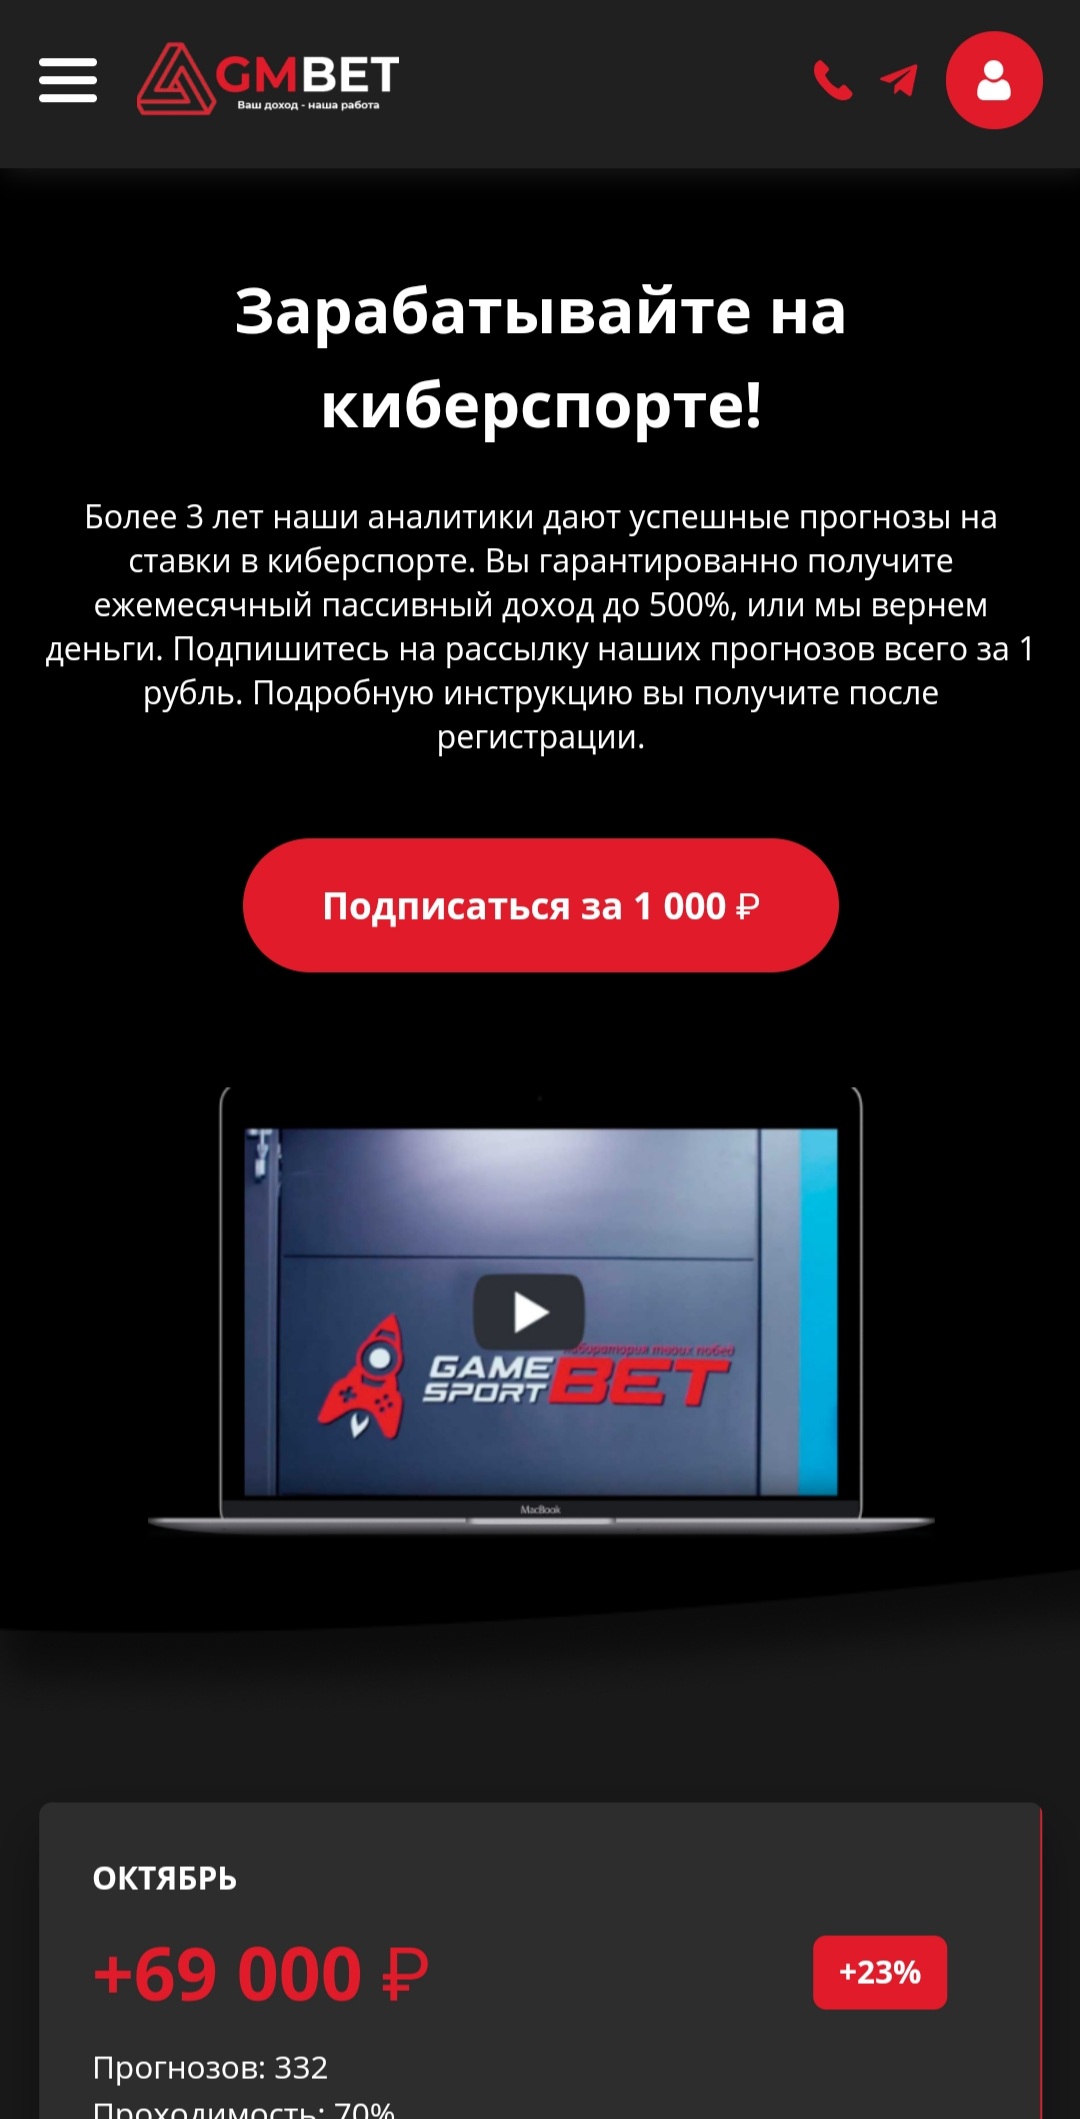 GMBET
Ваш доход - наша работа
Зарабатывайте на
киберспорте!
Более 3 лет наши аналитики дают успешные прогнозы на
ставки в киберспорте. Вы гарантированно получите
ежемесячный пассивный доход до 500%, или мы вернем
деньги. Подпишитесь на рассылку наших прогнозов всего за 1
рубль. Подробную инструкцию вы получите после
регистрации.
Подписаться за 1 000 ₽
лаборатория твоих побед
GAME
SPORT BET
MacBook
ОКТЯБРЬ
+69 000 ₽
+23%
Прогнозов: 332
Проходимость: 70%